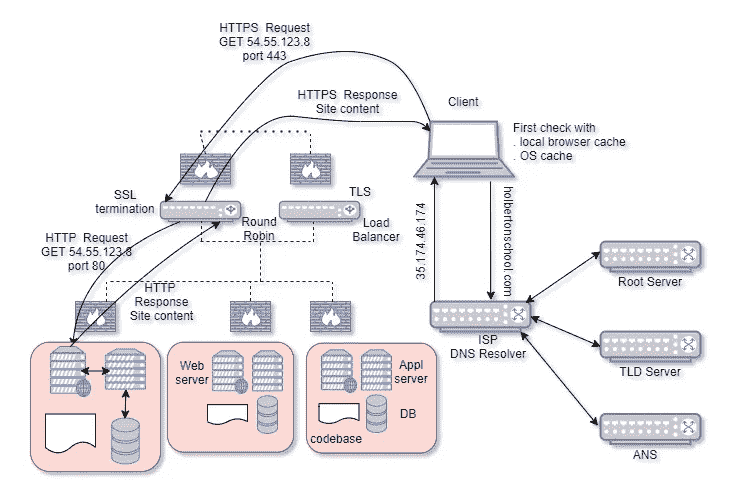 HTTPS Request
GET 54.55.123.8
port 443
HTTPS Response
Site content
Client
First check with
. local browser cache
. OS cache
SSL
termination
TLS
Load
Balancer
Round
Robin
HTTP Request
GET 54.55.123.8
port 80
HTTP
Response
Site content
35.174.46.174
holbertonschool.com
Root Server
ISP
DNS Resolver
TLD Server
ANS
Web
server
Appl
server
DB
codebase